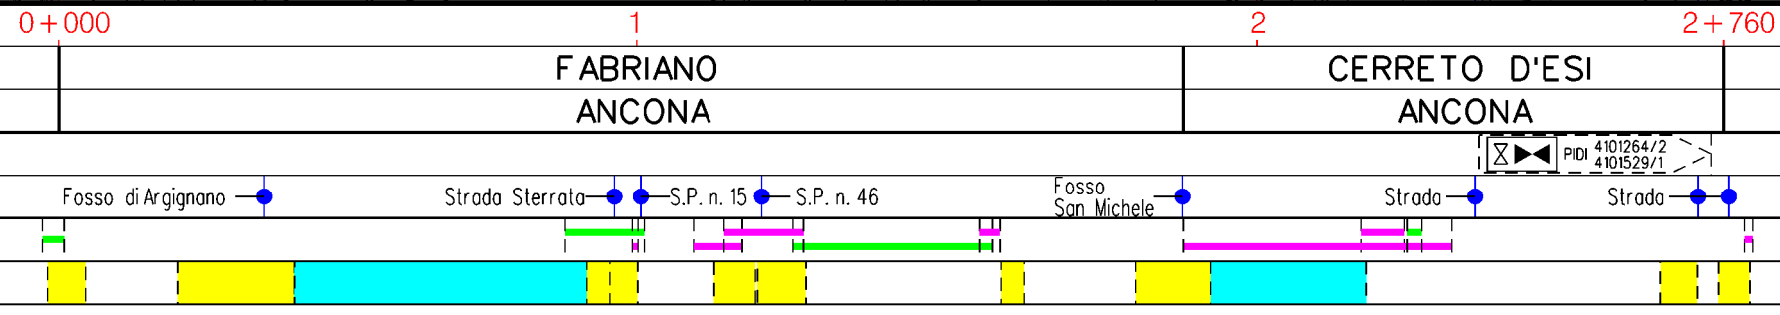 0+000 1 2 2+760
FABRIANO CERRETO D'ESI
ANCONA ANCONA
PIDI 4101264/2
4101529/1
Fosso di Argignano Strada Sterrata S.P. n. 15 S.P. n. 46 Fosso
San Michele Strada Strada